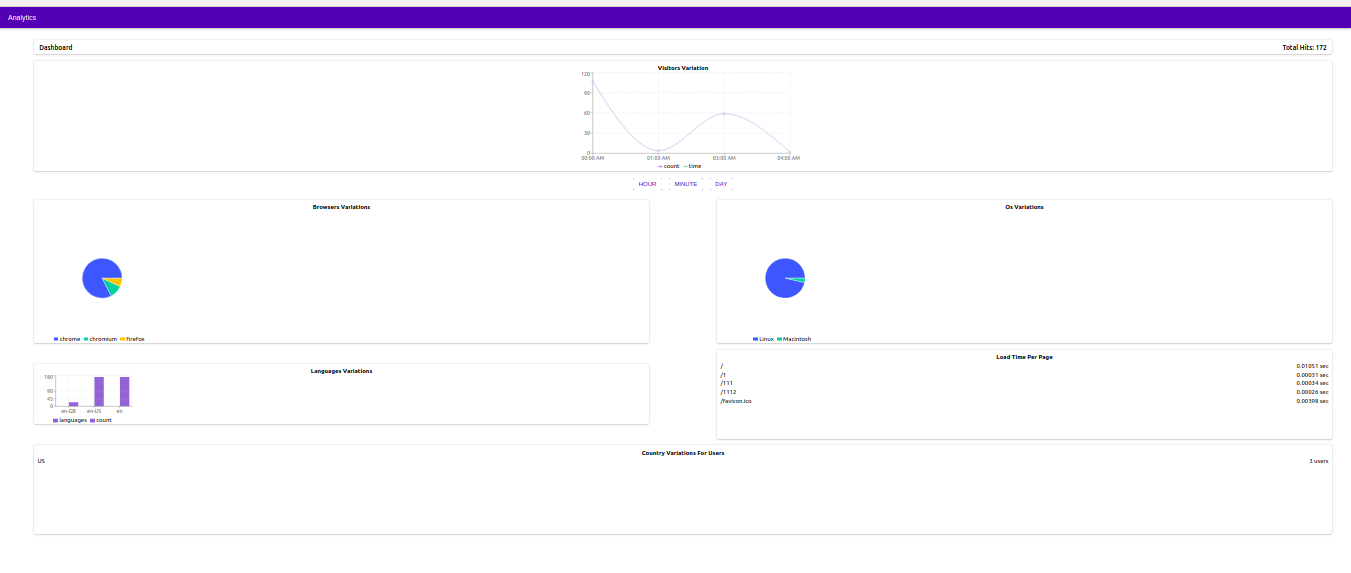 Analytics
Dashboard
Total Hits: 172
Visitors Variation
120
90
60
30
0
00:00 AM 01:00 AM 03:00 AM 04:00 AM
count time
HOUR MINUTE DAY
Browsers Variations
chrome chromium firefox
Os Variations
Linux Macintosh
Languages Variations
180
90
45
0
en-GB en-US en
languages count
Load Time Per Page
/ 0.01051 sec
/1 0.00031 sec
/111 0.00034 sec
/1112 0.00026 sec
/favicon.ico 0.00398 sec
Country Variations For Users
US 3 users